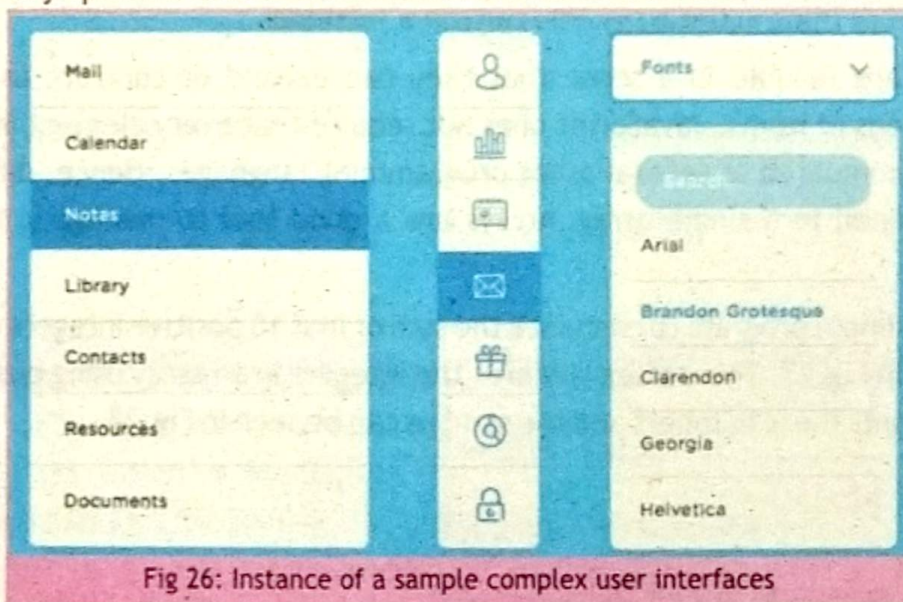 Mail
Calendar
Notes
Library
Contacts
Resources
Documents
Fonts
Search
Arial
Brandon Grotesque
Clarendon
Georgia
Helvetica
Fig 26: Instance of a sample complex user interfaces